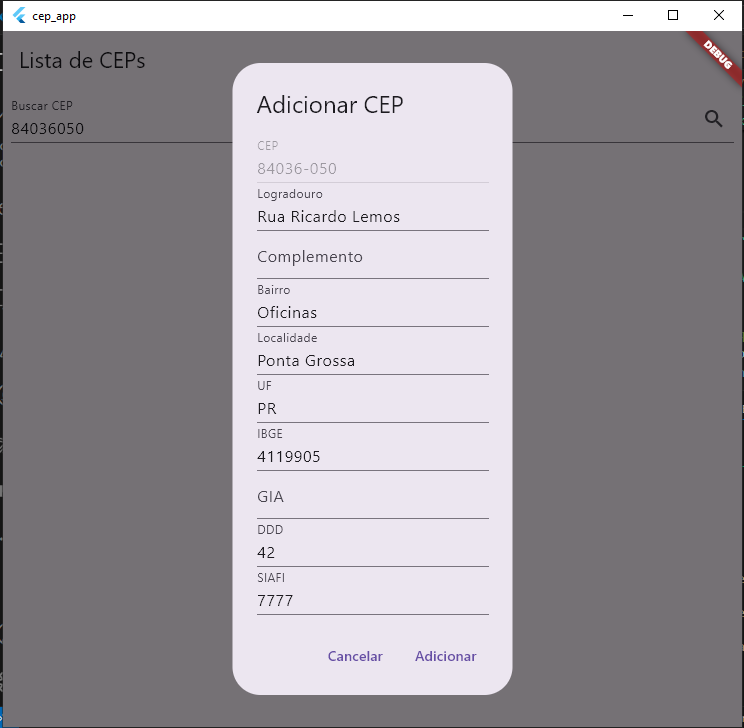 cep_app
DEBUG
Lista de CEPs
Buscar CEP
84036050
Adicionar CEP
CEP
84036-050
Logradouro
Rua Ricardo Lemos
Complemento
Bairro
Oficinas
Localidade
Ponta Grossa
UF
PR
IBGE
4119905
GIA
DDD
42
SIAFI
7777
Cancelar
Adicionar